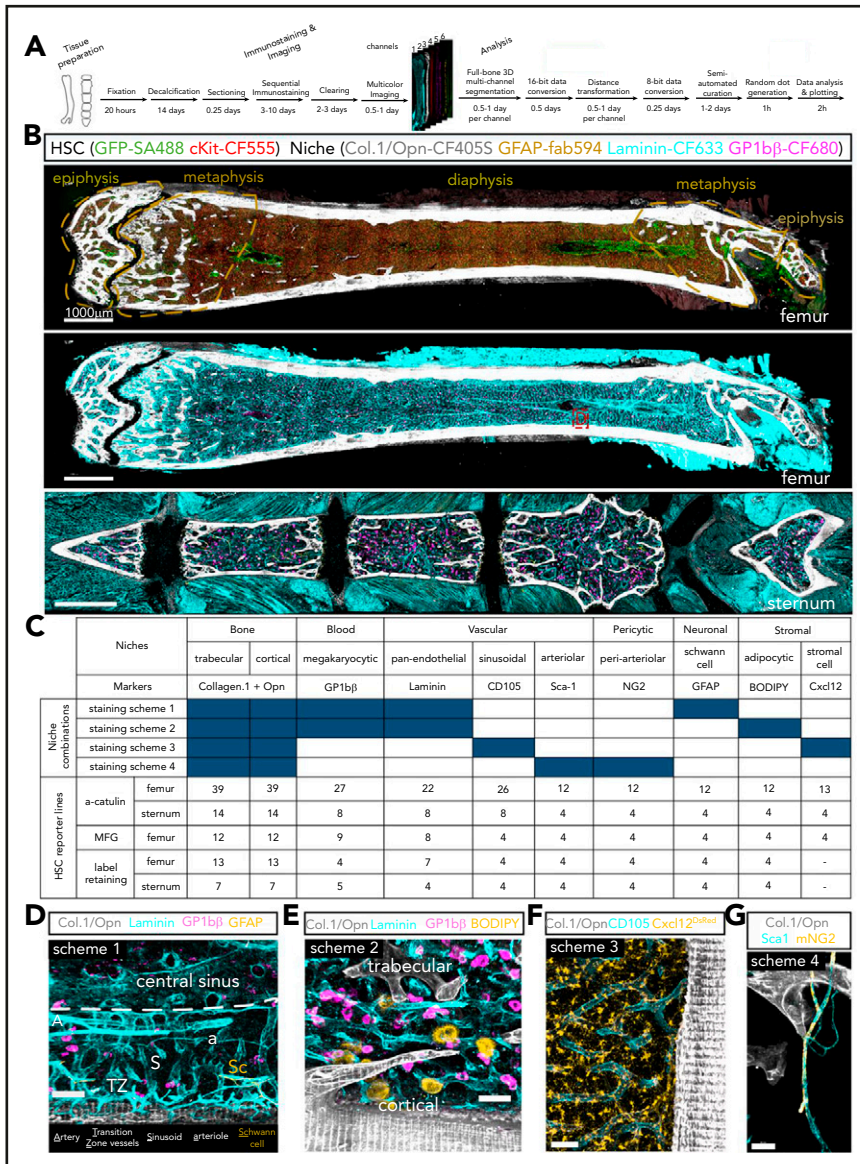 A
Tissue
preparation
Immunostaining &
Imaging
channels
1 2 3 4 5 6
Analysis
Fixation
20 hours
Decalcification
14 days
Sectioning
0.25 days
Sequential
Immunostaining
3-10 days
Clearing
2-3 days
Multicolor
Imaging
0.5-1 day
Full-bone 3D
multi-channel
segmentation
0.5-1 day
per channel
16-bit data
conversion
0.5 days
Distance
transformation
0.5-1 day
per channel
8-bit data
conversion
0.25 days
Semi-
automated
curation
1-2 days
Random dot
generation
1h
Data analysis
& plotting
2h
B
HSC (GFP-SA488 cKit-CF555) Niche (Col.1/Opn-CF405S GFAP-fab594 Laminin-CF633 GP1bβ-CF680)
epiphysis metaphysis diaphysis metaphysis
epiphysis
1000μm
femur
femur
sternum
C
Niches Bone Blood Vascular Pericytic Neuronal Stromal
trabecular cortical megakaryocytic pan-endothelial sinusoidal arteriolar peri-arteriolar schwann cell adipocytic stromal cell
Markers Collagen.1 + Opn GP1bβ Laminin CD105 Sca-1 NG2 GFAP BODIPY Cxcl12
Niche
combinations
staining scheme 1
staining scheme 2
staining scheme 3
staining scheme 4
HSC reporter lines
a-catulin femur 39 39 27 22 26 12 12 12 12 13
sternum 14 14 8 8 8 4 4 4 4 4
MFG femur 12 12 9 8 4 4 4 4 4 4
label
retaining
femur 13 13 4 7 4 4 4 4 4 -
sternum 7 7 5 4 4 4 4 4 4 -
D
Col.1/Opn Laminin GP1bβ GFAP
scheme 1
central sinus
A
a
S
Sc
TZ
Artery Transition Zone vessels Sinusoid arteriole Schwann cell
E
Col.1/Opn Laminin GP1bβ BODIPY
scheme 2
trabecular
cortical
F
Col.1/Opn CD105 Cxcl12DsRed
scheme 3
G
Col.1/Opn
Sca1 mNG2
scheme 4